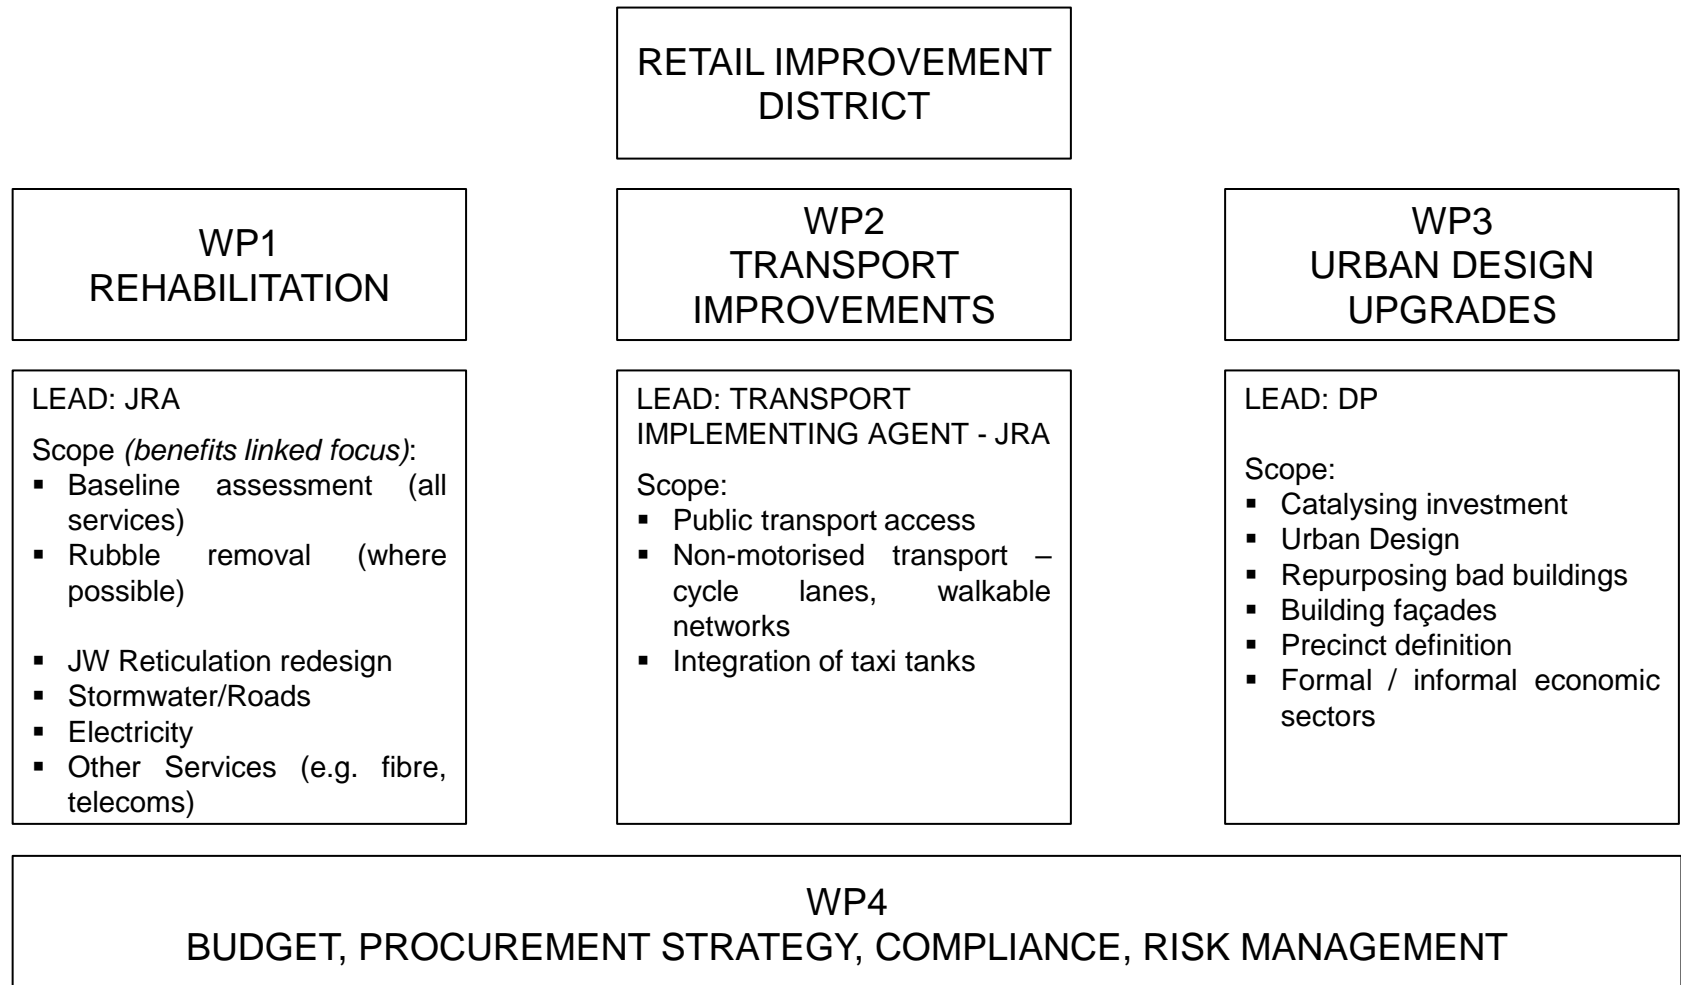 RETAIL IMPROVEMENT
DISTRICT
WP1
REHABILITATION
WP2
TRANSPORT
IMPROVEMENTS
WP3
URBAN DESIGN
UPGRADES
LEAD: JRA
Scope (benefits linked focus):
▪ Baseline assessment (all
services)
▪ Rubble removal (where
possible)
▪ JW Reticulation redesign
▪ Stormwater/Roads
▪ Electricity
▪ Other Services (e.g. fibre,
telecoms)
LEAD: TRANSPORT
IMPLEMENTING AGENT - JRA
Scope:
▪ Public transport access
▪ Non-motorised transport –
cycle lanes, walkable
networks
▪ Integration of taxi tanks
LEAD: DP
Scope:
▪ Catalysing investment
▪ Urban Design
▪ Repurposing bad buildings
▪ Building façades
▪ Precinct definition
▪ Formal / informal economic
sectors
WP4
BUDGET, PROCUREMENT STRATEGY, COMPLIANCE, RISK MANAGEMENT